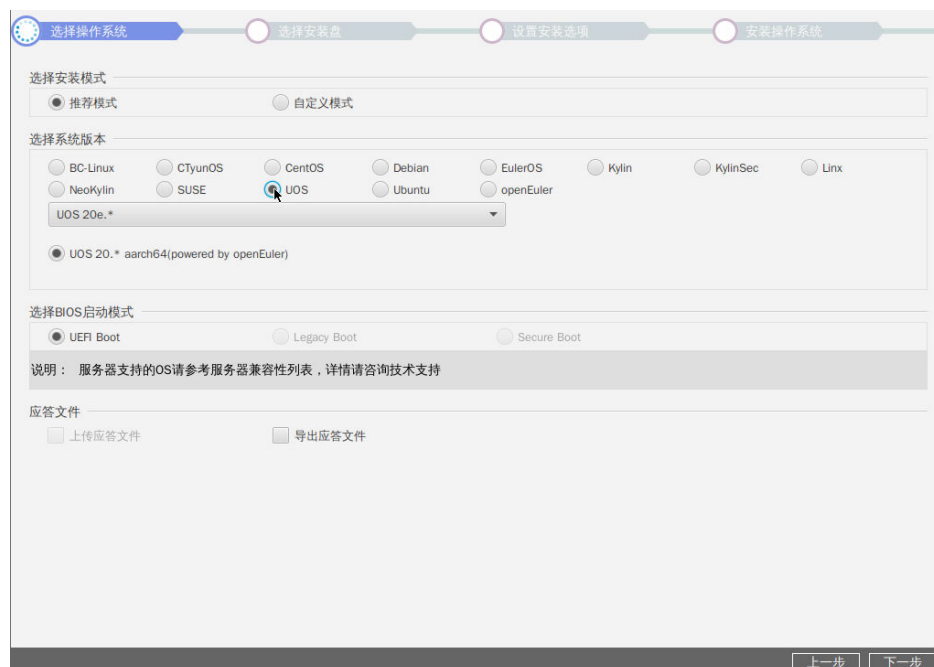 选择操作系统 选择安装盘 设置安装选项 安装操作系统
选择安装模式
推荐模式 自定义模式
选择系统版本
BC-Linux CTyunOS CentOS Debian EulerOS Kylin KylinSec Linx
NeoKylin SUSE UOS Ubuntu openEuler
UOS 20e.*
UOS 20.* aarch64(powered by openEuler)
选择BIOS启动模式
UEFI Boot Legacy Boot Secure Boot
说明： 服务器支持的OS请参考服务器兼容性列表，详情请咨询技术支持
应答文件
上传应答文件 导出应答文件
上一步 下一步